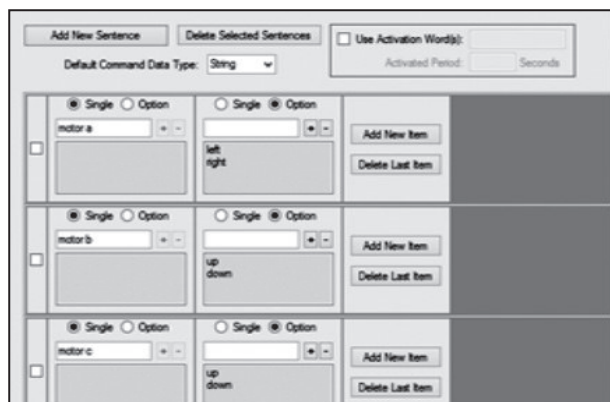 Add New Sentence Delete Selected Sentences Use Activation Word(s):
Default Command Data Type: String Activated Period: Seconds
Single Option Single Option
motor a + - + -
left
right
Add New Item
Delete Last Item
Single Option Single Option
motor b + - + -
up
down
Add New Item
Delete Last Item
Single Option Single Option
motor c + - + -
up
down
Add New Item
Delete Last Item